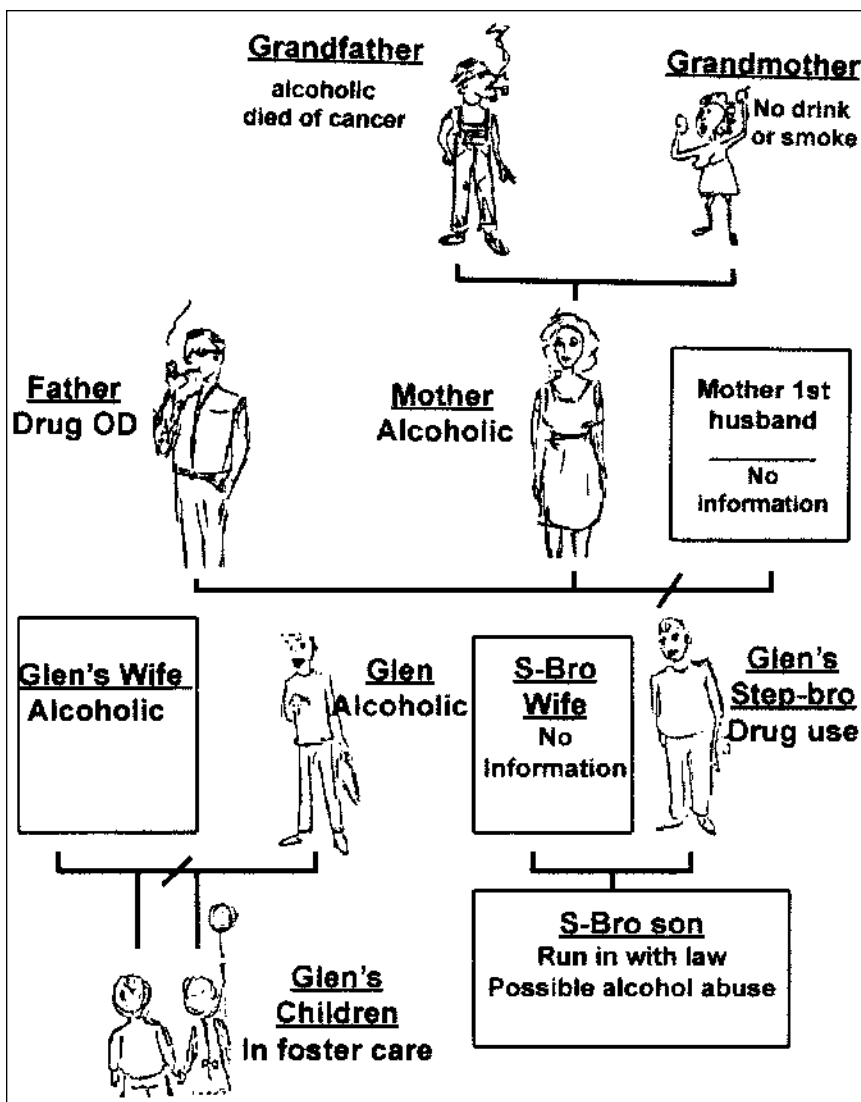 Grandfather
alcoholic
died of cancer
Grandmother
No drink
or smoke
Father
Drug OD
Mother
Alcoholic
Mother 1st
husband
No
information
Glen's Wife
Alcoholic
Glen
Alcoholic
S-Bro
Wife
No
Information
Glen's
Step-bro
Drug use
S-Bro son
Run in with law
Possible alcohol abuse
Glen's
Children
In foster care